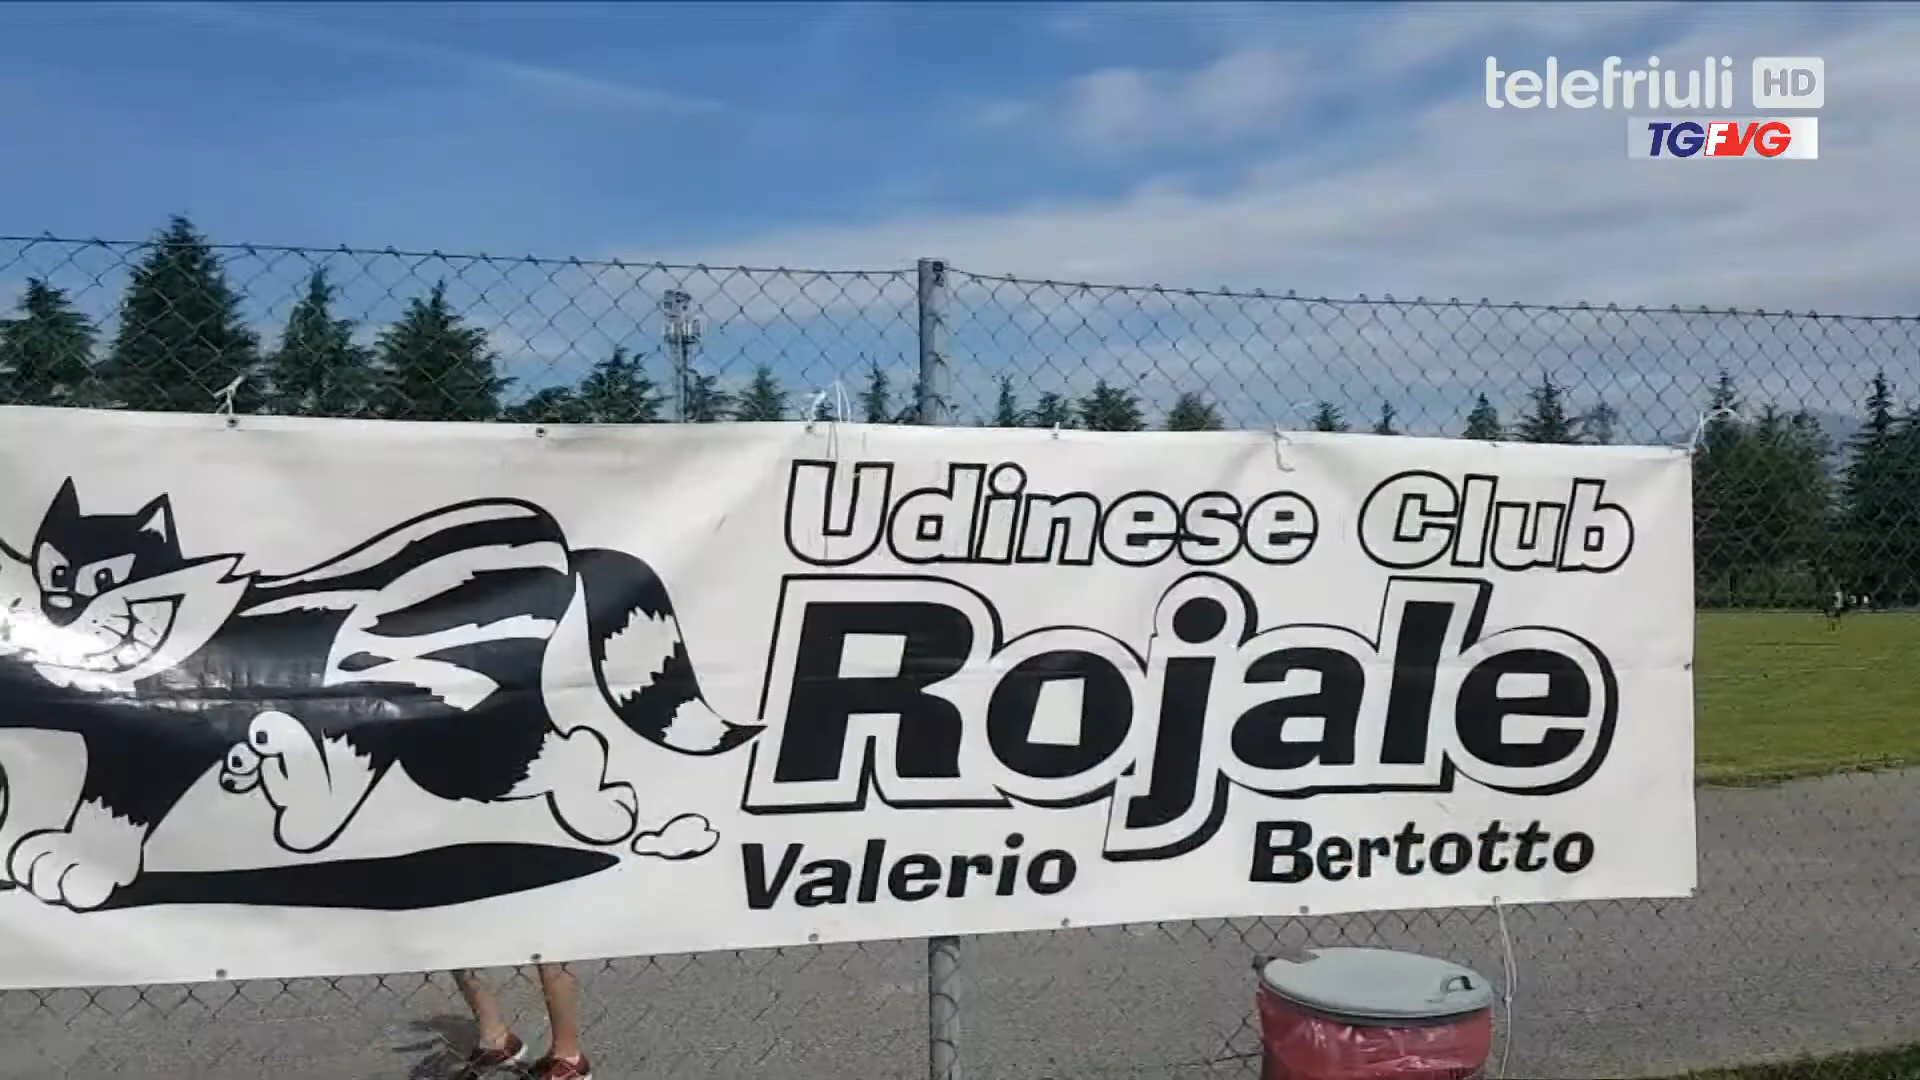 telefriuli HD
TGFVG
Udinese Club
Rojale
Valerio Bertotto